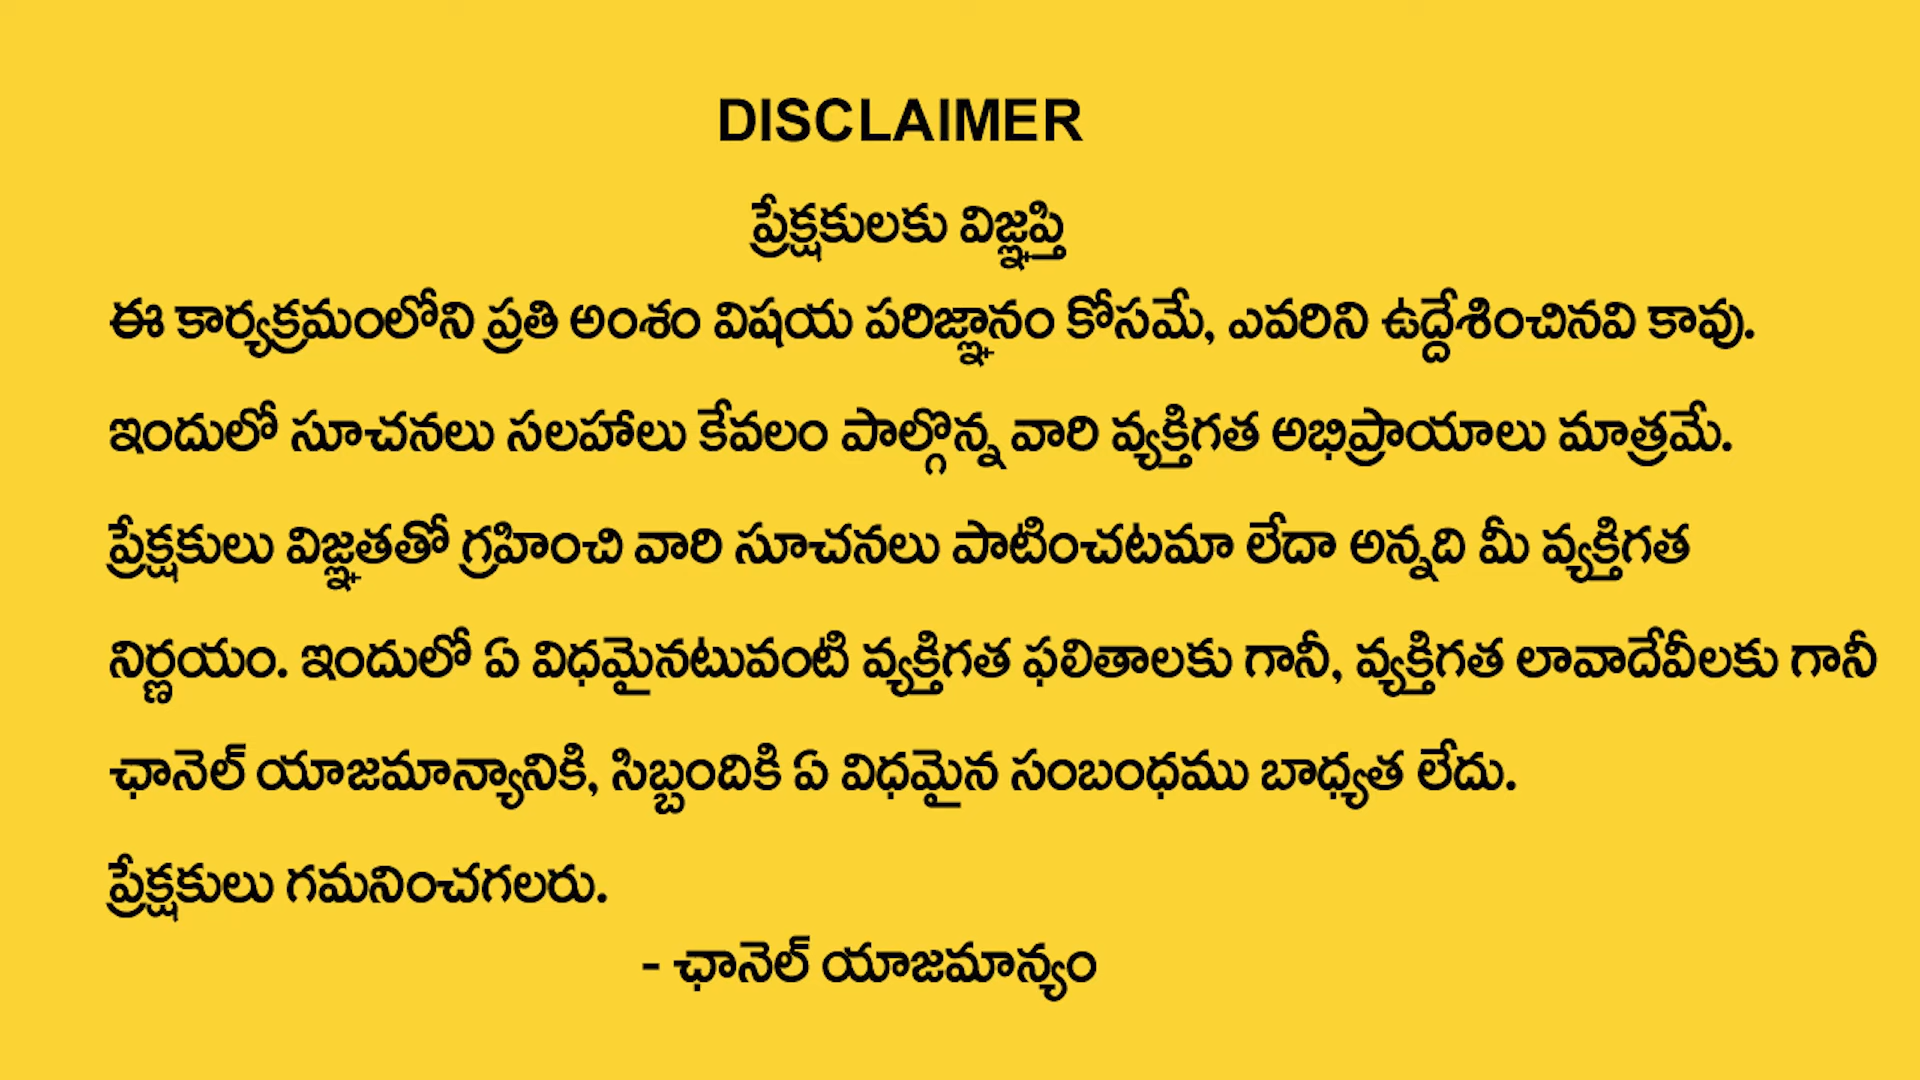 DISCLAIMER
ప్రేక్షకులకు విజ్ఞప్తి
ఈ కార్యక్రమంలోని ప్రతి అంశం విషయ పరిజ్ఞానం కోసమే, ఎవరిని ఉద్దేశించినవి కావు.
ఇందులో సూచనలు సలహాలు కేవలం పాల్గొన్న వారి వ్యక్తిగత అభిప్రాయాలు మాత్రమే.
ప్రేక్షకులు విజ్ఞతతో గ్రహించి వారి సూచనలు పాటించటమా లేదా అన్నది మీ వ్యక్తిగత
నిర్ణయం. ఇందులో ఏ విధమైనటువంటి వ్యక్తిగత ఫలితాలకు గానీ, వ్యక్తిగత లావాదేవీలకు గానీ
ఛానెల్ యాజమాన్యానికి, సిబ్బందికి ఏ విధమైన సంబంధము బాధ్యత లేదు.
ప్రేక్షకులు గమనించగలరు.
- ఛానెల్ యాజమాన్యం